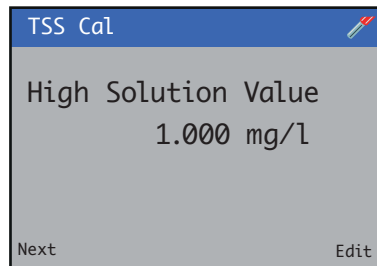 TSS Cal
High Solution Value
1.000 mg/l
Next Edit